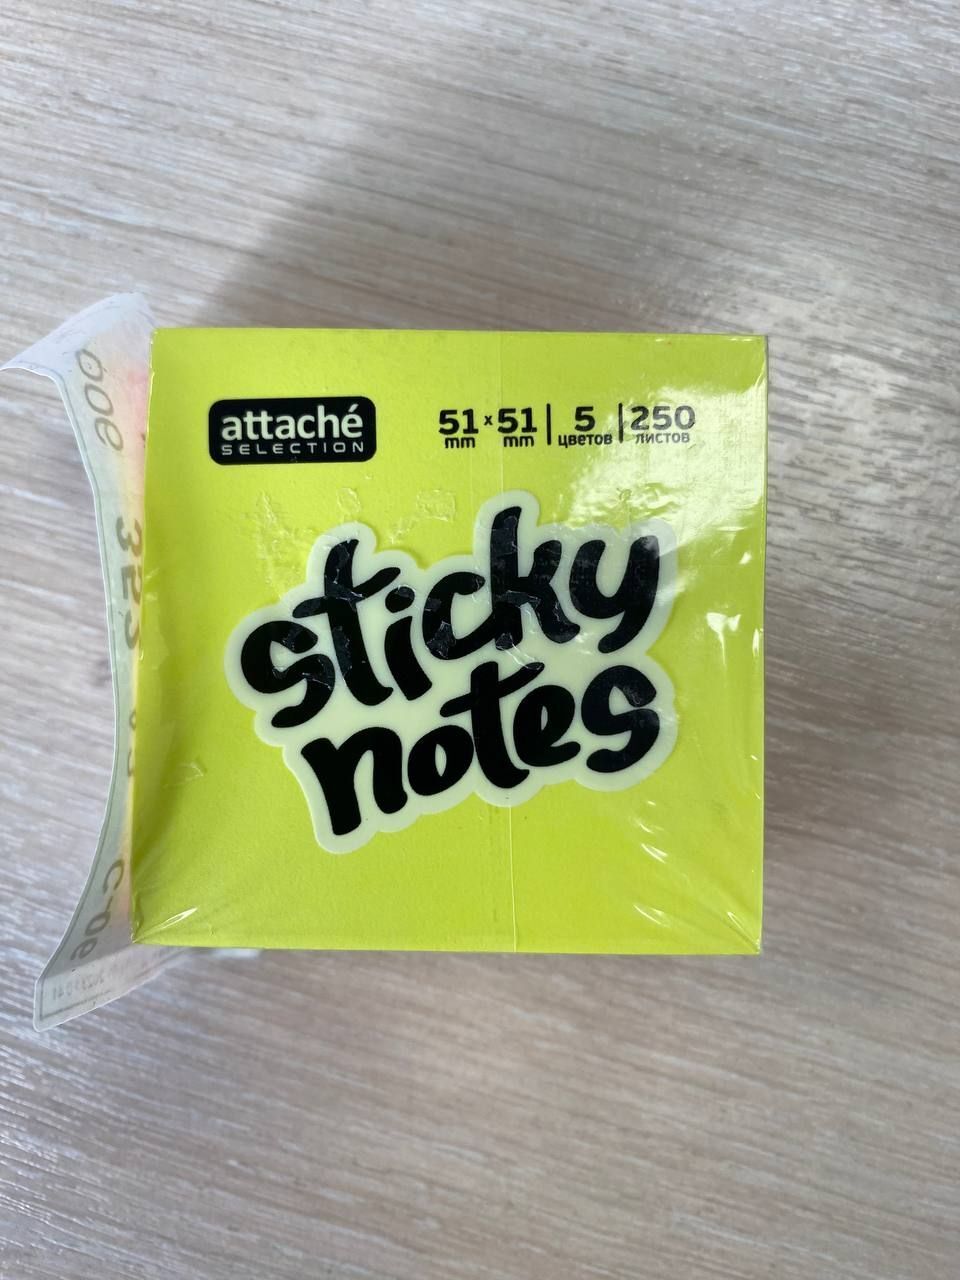 attaché
SELECTION
51 x 51 | 5 | 250
mm mm цветов листов
sticky
notes